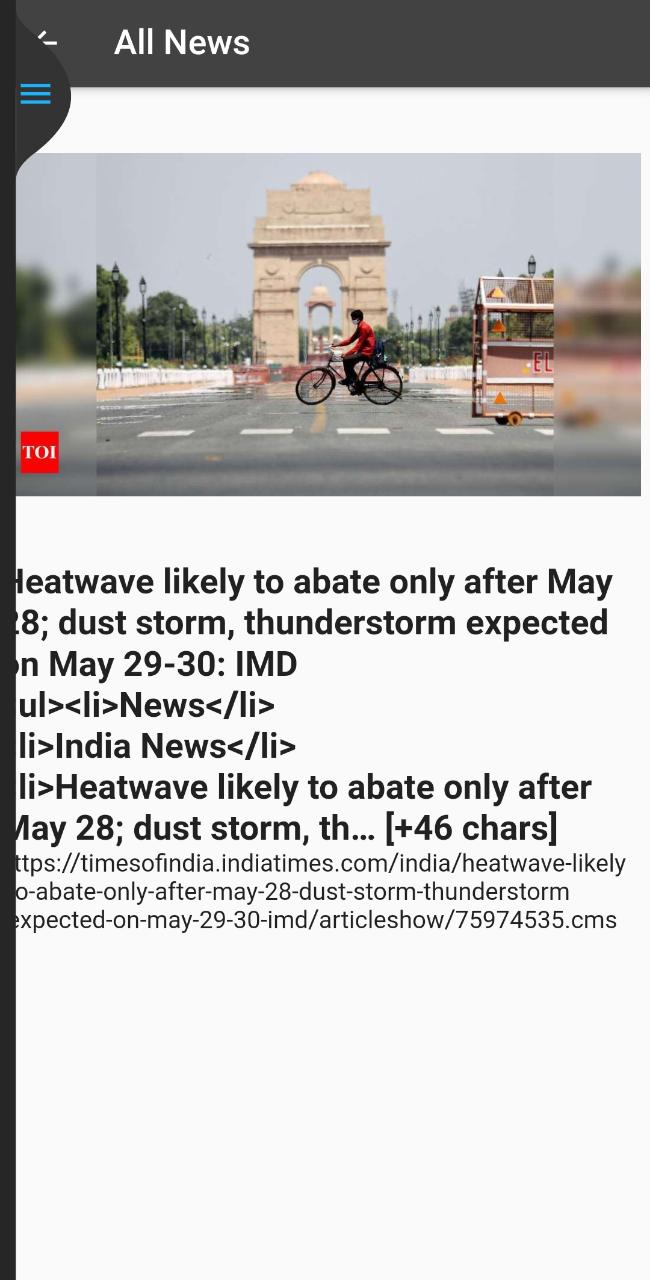 All News
EL
TOI
Heatwave likely to abate only after May
28; dust storm, thunderstorm expected
on May 29-30: IMD
ul><li>News</li>
li>India News</li>
li>Heatwave likely to abate only after
May 28; dust storm, th… [+46 chars]
ttps://timesofindia.indiatimes.com/india/heatwave-likely
o-abate-only-after-may-28-dust-storm-thunderstorm
expected-on-may-29-30-imd/articleshow/75974535.cms